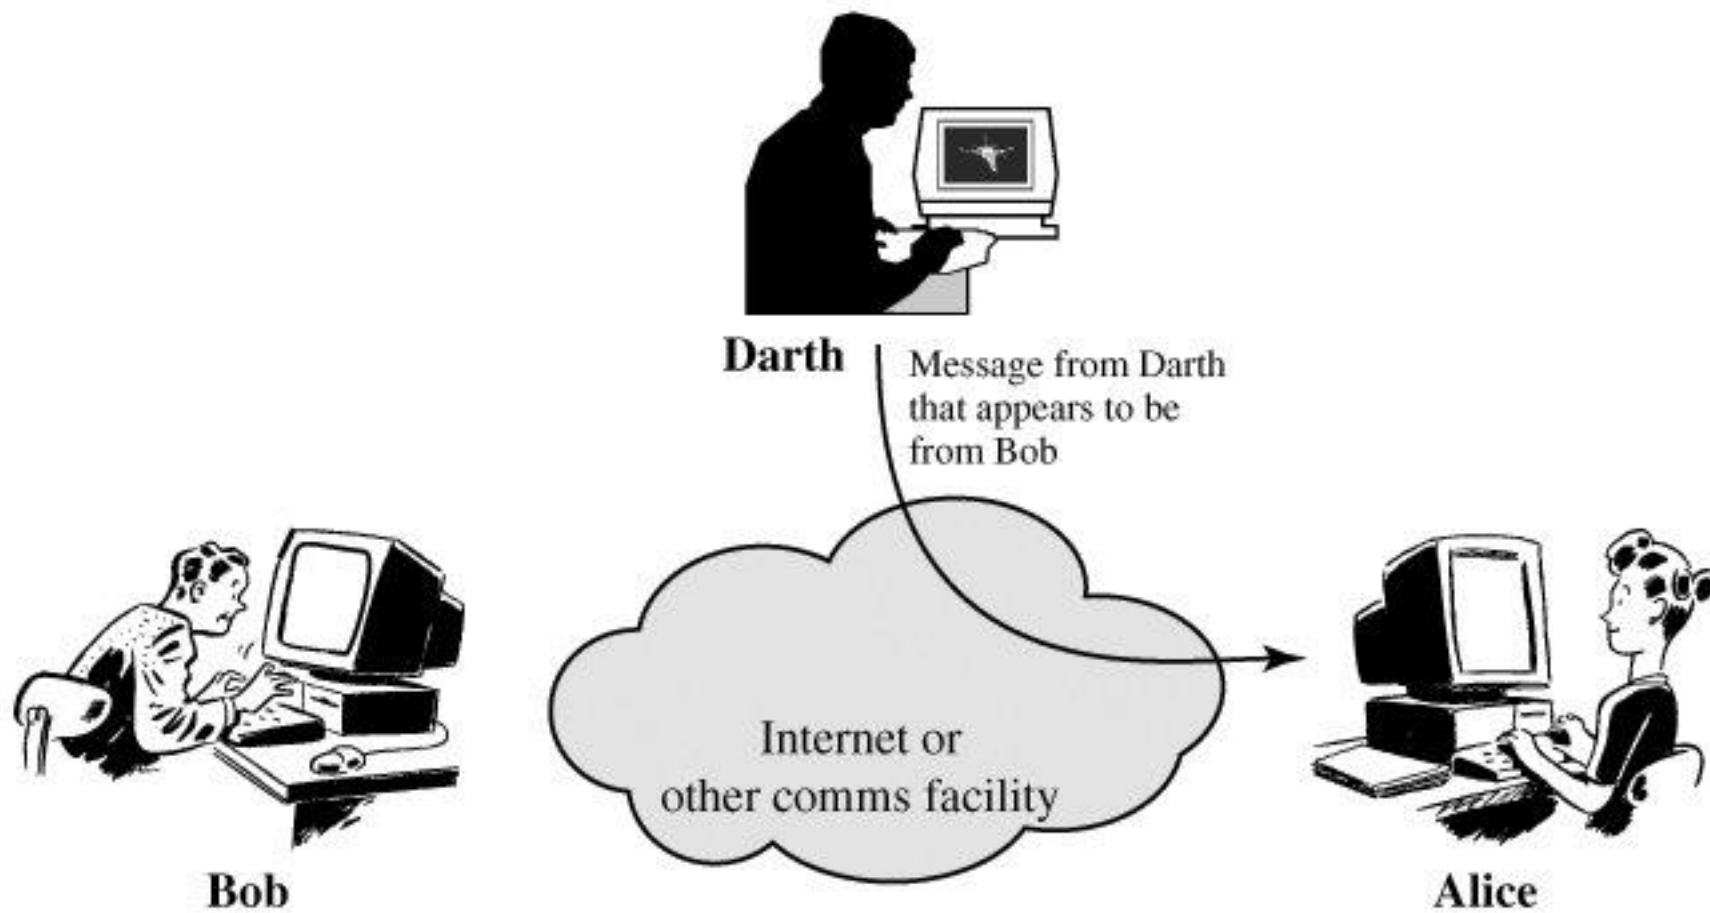 Darth
Message from Darth
that appears to be
from Bob
Internet or
other comms facility
Bob
Alice